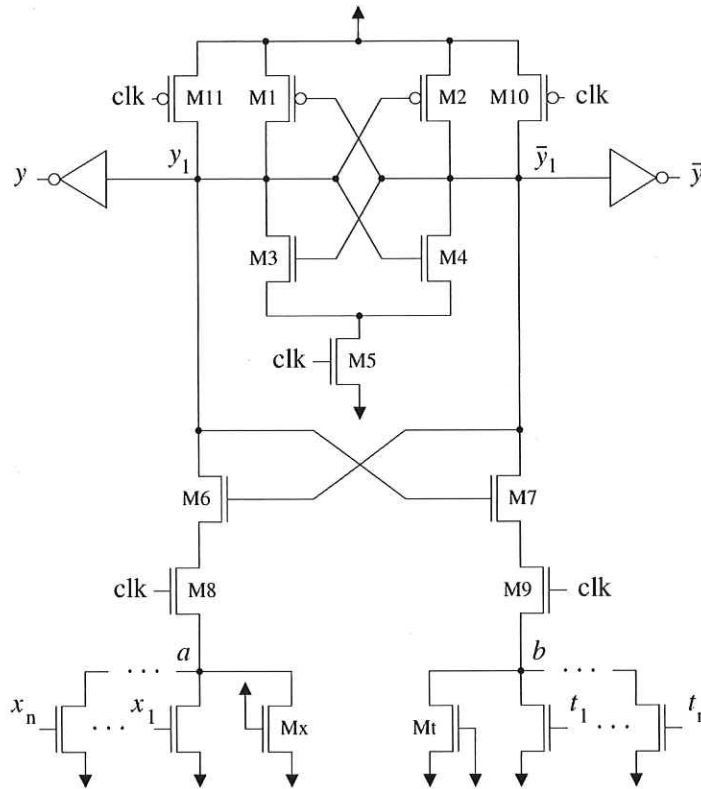 clk M11 M1 M2 M10 clk
y y₁ ȳ₁ ȳ
M3 M4
clk M5
M6 M7
clk M8 M9 clk
a b
xₙ · · · x₁ Mx Mt t₁ · · · tₙ